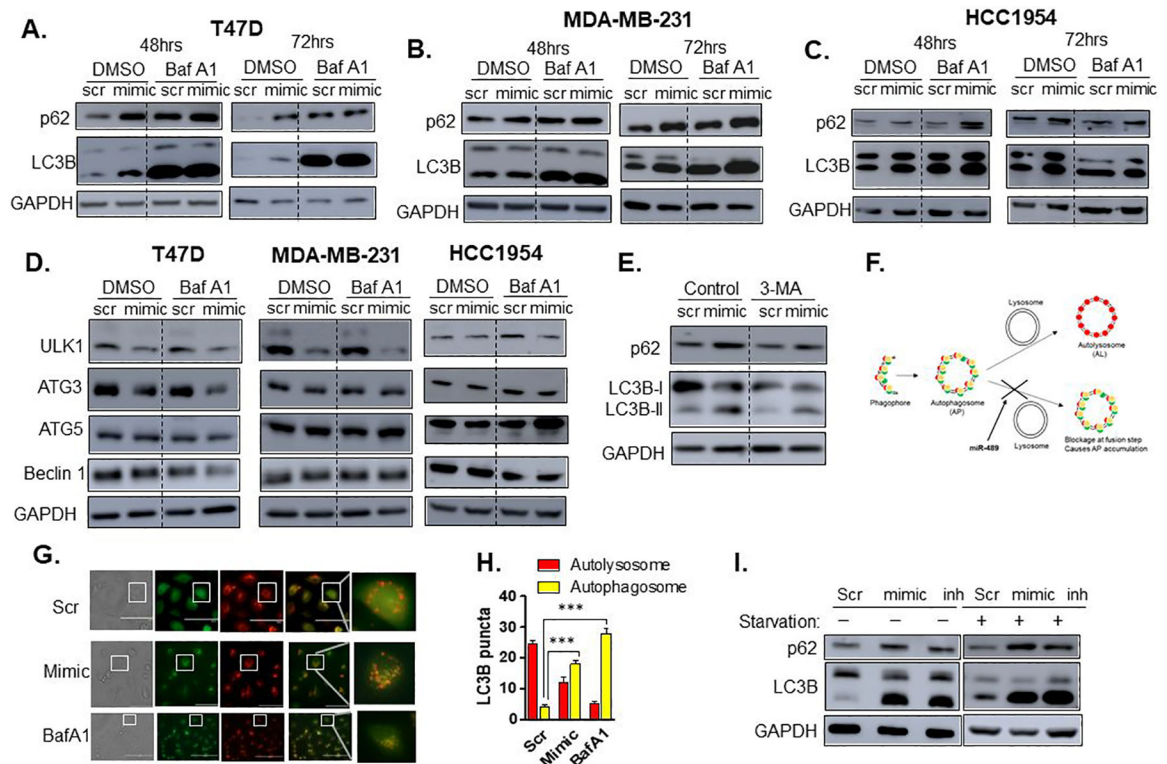 A.
T47D
48hrs
72hrs
DMSO
Baf A1
DMSO
Baf A1
scr mimic
scr mimic
scr mimic
scr mimic
p62
LC3B
GAPDH
B.
MDA-MB-231
48hrs
72hrs
DMSO
Baf A1
DMSO
Baf A1
scr mimic
scr mimic
scr mimic
scr mimic
p62
LC3B
GAPDH
C.
HCC1954
48hrs
72hrs
DMSO
Baf A1
DMSO
Baf A1
scr mimic
scr mimic
scr mimic
scr mimic
p62
LC3B
GAPDH
D.
T47D
MDA-MB-231
HCC1954
DMSO
Baf A1
DMSO
Baf A1
DMSO
Baf A1
scr mimic
scr mimic
scr mimic
scr mimic
scr mimic
scr mimic
ULK1
ATG3
ATG5
Beclin 1
GAPDH
E.
Control
3-MA
scr mimic
scr mimic
p62
LC3B-I
LC3B-II
GAPDH
F.
Lysosome
Autolysosome
(AL)
Phagophore
Autophagosome
(AP)
miR-489
Lysosome
Blockage at fusion step
Causes AP accumulation
G.
Scr
Mimic
BafA1
H.
Autolysosome
Autophagosome
LC3B puncta
40
30
20
10
0
***
***
Scr
Mimic
BafA1
I.
Scr mimic inh
Scr mimic inh
Starvation: − − − + + +
p62
LC3B
GAPDH